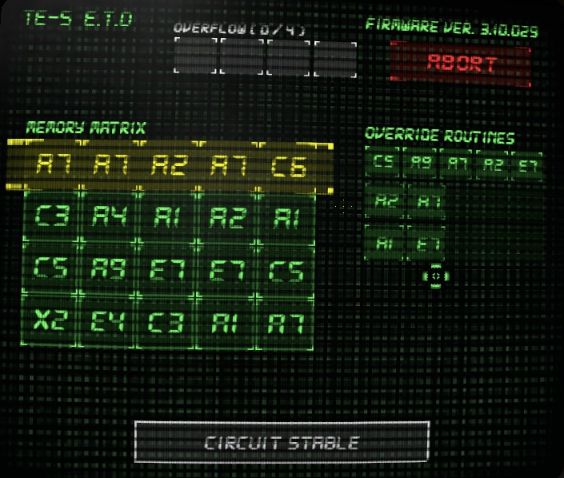 TE-S E.T.O
OVERFLOW(0/4)
FIRMWARE VER. 3.10.029
ABORT
MEMORY MATRIX
A7 A7 A2 A7 C6
C3 A4 A1 A2 A1
C5 A9 E7 E7 C5
X2 E4 C3 A1 A7
OVERRIDE ROUTINES
C5 A9 A7 A2 E7
A2 A7
A1 E7
CIRCUIT STABLE